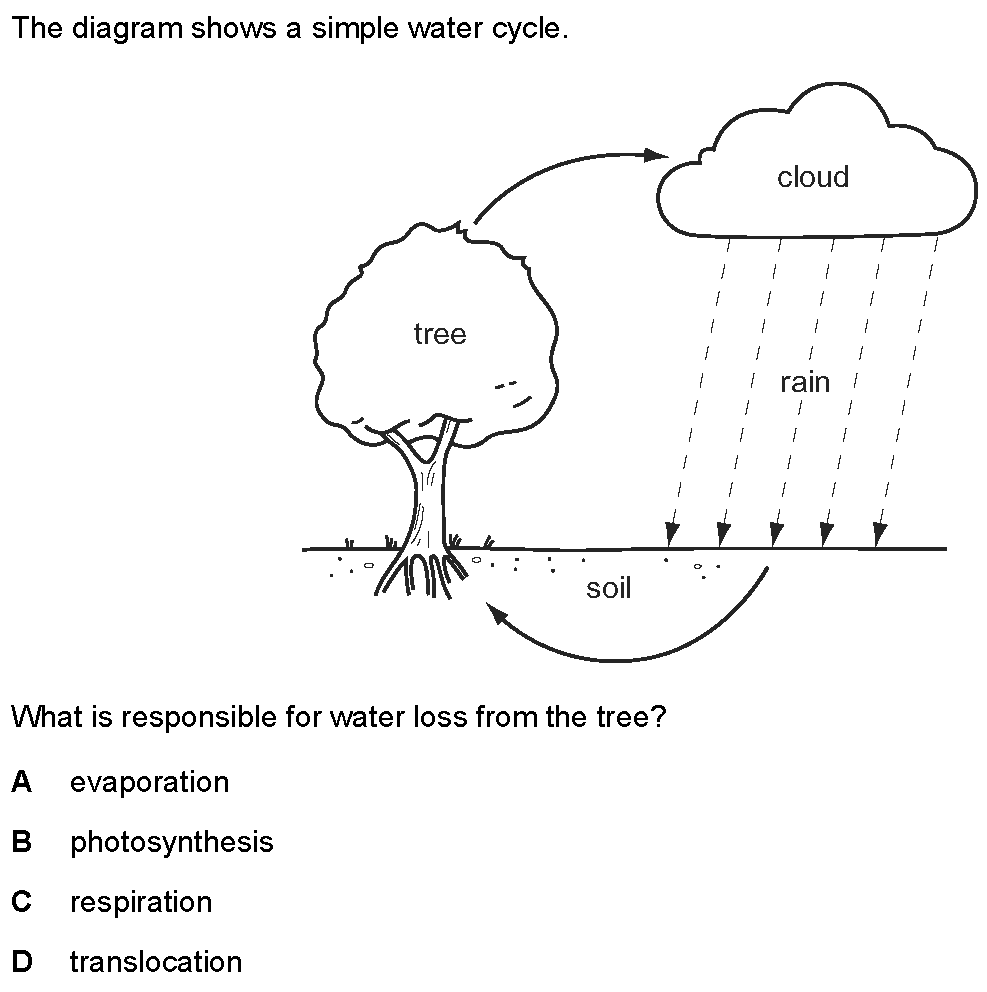 The diagram shows a simple water cycle.
cloud
tree
rain
soil
What is responsible for water loss from the tree?
A evaporation
B photosynthesis
C respiration
D translocation